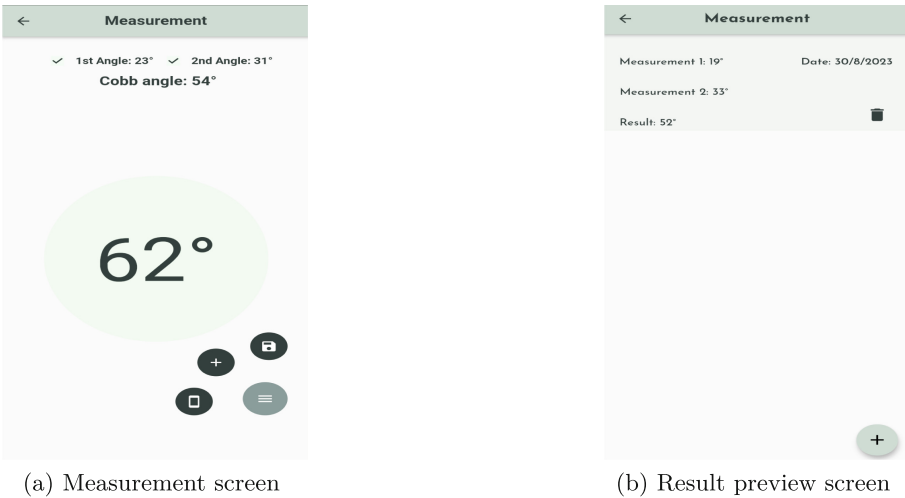 Measurement
1st Angle: 23° 2nd Angle: 31°
Cobb angle: 54°
62°
(a) Measurement screen
Measurement
Measurement 1: 19° Date: 30/8/2023
Measurement 2: 33°
Result: 52°
(b) Result preview screen